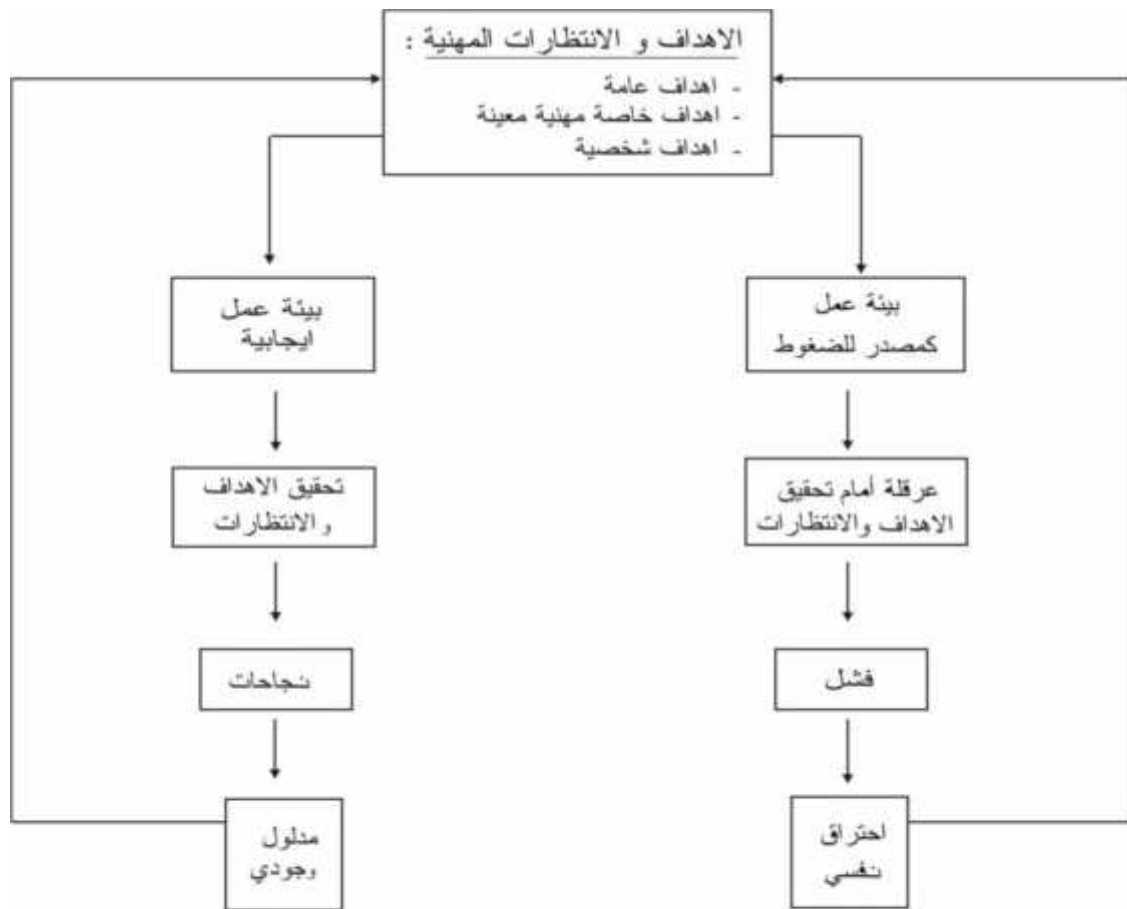 الاهداف و الانتظارات المهنية :
- اهداف عامة
- اهداف خاصة مهنية معينة
- اهداف شخصية
بيئة عمل
كمصدر للضغوط
بيئة عمل
ايجابية
عرقلة أمام تحقيق
الاهداف والانتظارات
تحقيق الاهداف
والانتظارات
فشل
نجاحات
احتراق
نفسي
مدلول
وجودي